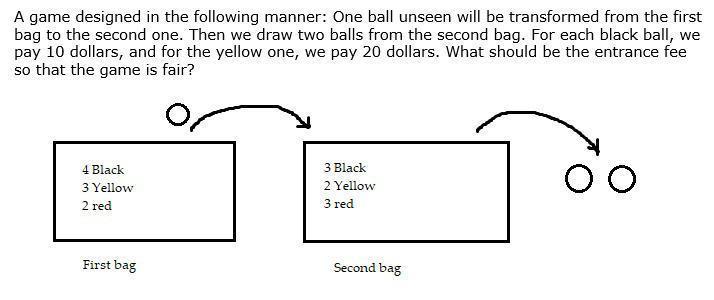 A game designed in the following manner: One ball unseen will be transformed from the first
bag to the second one. Then we draw two balls from the second bag. For each black ball, we
pay 10 dollars, and for the yellow one, we pay 20 dollars. What should be the entrance fee
so that the game is fair?
4 Black
3 Yellow
2 red
3 Black
2 Yellow
3 red
First bag
Second bag